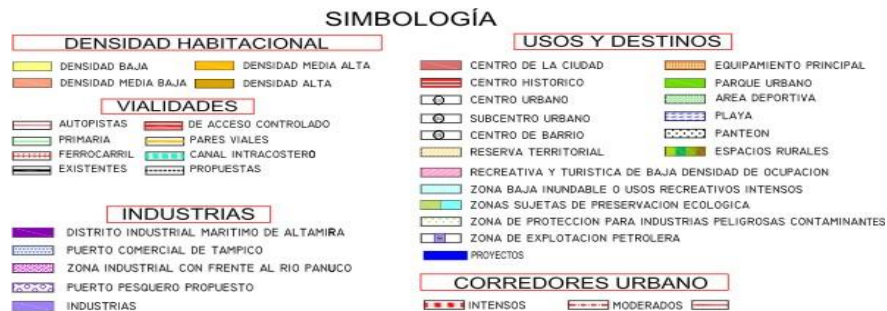 SIMBOLOGÍA
DENSIDAD HABITACIONAL
DENSIDAD BAJA
DENSIDAD MEDIA ALTA
DENSIDAD MEDIA BAJA
DENSIDAD ALTA
VIALIDADES
AUTOPISTAS
DE ACCESO CONTROLADO
PRIMARIA
PARES VIALES
FERROCARRIL
CANAL INTRACOSTERO
EXISTENTES
PROPUESTAS
INDUSTRIAS
DISTRITO INDUSTRIAL MARITIMO DE ALTAMIRA
PUERTO COMERCIAL DE TAMPICO
ZONA INDUSTRIAL CON FRENTE AL RIO PANUCO
PUERTO PESQUERO PROPUESTO
INDUSTRIAS
USOS Y DESTINOS
CENTRO DE LA CIUDAD
EQUIPAMIENTO PRINCIPAL
CENTRO HISTORICO
PARQUE URBANO
CENTRO URBANO
AREA DEPORTIVA
SUBCENTRO URBANO
PLAYA
CENTRO DE BARRIO
PANTEON
RESERVA TERRITORIAL
ESPACIOS RURALES
RECREATIVA Y TURISTICA DE BAJA DENSIDAD DE OCUPACION
ZONA BAJA INUNDABLE O USOS RECREATIVOS INTENSOS
ZONAS SUJETAS DE PRESERVACION ECOLOGICA
ZONA DE PROTECCION PARA INDUSTRIAS PELIGROSAS CONTAMINANTES
ZONA DE EXPLOTACION PETROLERA
PROYECTOS
CORREDORES URBANO
INTENSOS
MODERADOS